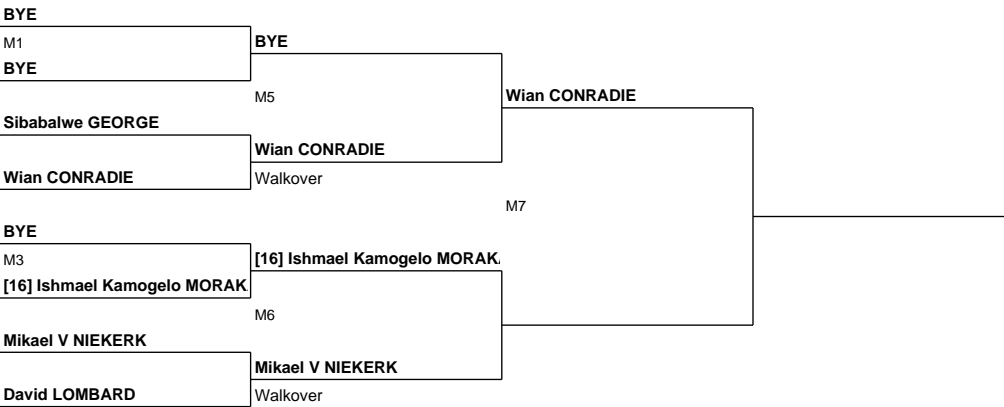 BYE
M1
BYE
BYE
M5
Wian CONRADIE
Sibabalwe GEORGE
Wian CONRADIE
Wian CONRADIE
Walkover
M7
BYE
M3
[16] Ishmael Kamogelo MORAK
[16] Ishmael Kamogelo MORAK
M6
Mikael V NIEKERK
Mikael V NIEKERK
David LOMBARD
Walkover